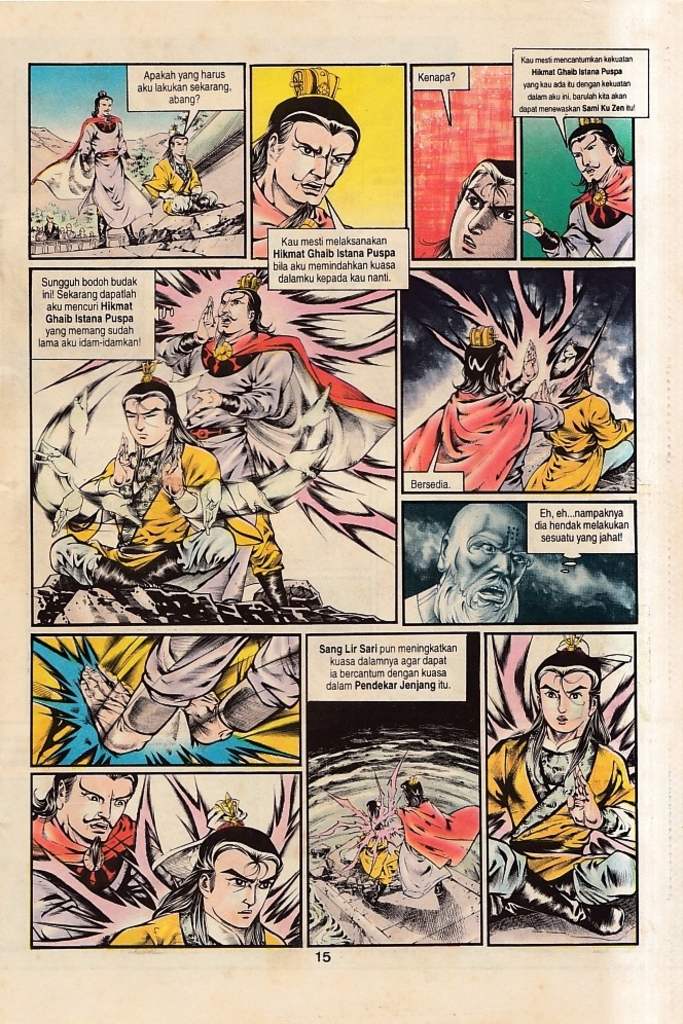 Apakah yang harus
aku lakukan sekarang,
abang?
Kau mesti melaksanakan
Hikmat Ghaib Istana Puspa
bila aku memindahkan kuasa
dalamku kepada kau nanti.
Kenapa?
Kau mesti mencantumkan kekuatan
Hikmat Ghaib Istana Puspa
yang kau ada itu dengan kekuatan
dalam aku ini, barulah kita akan
dapat menewaskan Sami Ku Zen itu!
Sungguh bodoh budak
ini! Sekarang dapatlah
aku mencuri Hikmat
Ghaib Istana Puspa
yang memang sudah
lama aku idam-idamkan!
Bersedia.
Eh, eh...nampaknya
dia hendak melakukan
sesuatu yang jahat!
Sang Lir Sari pun meningkatkan
kuasa dalamnya agar dapat
ia bercantum dengan kuasa
dalam Pendekar Jenjang itu.
15